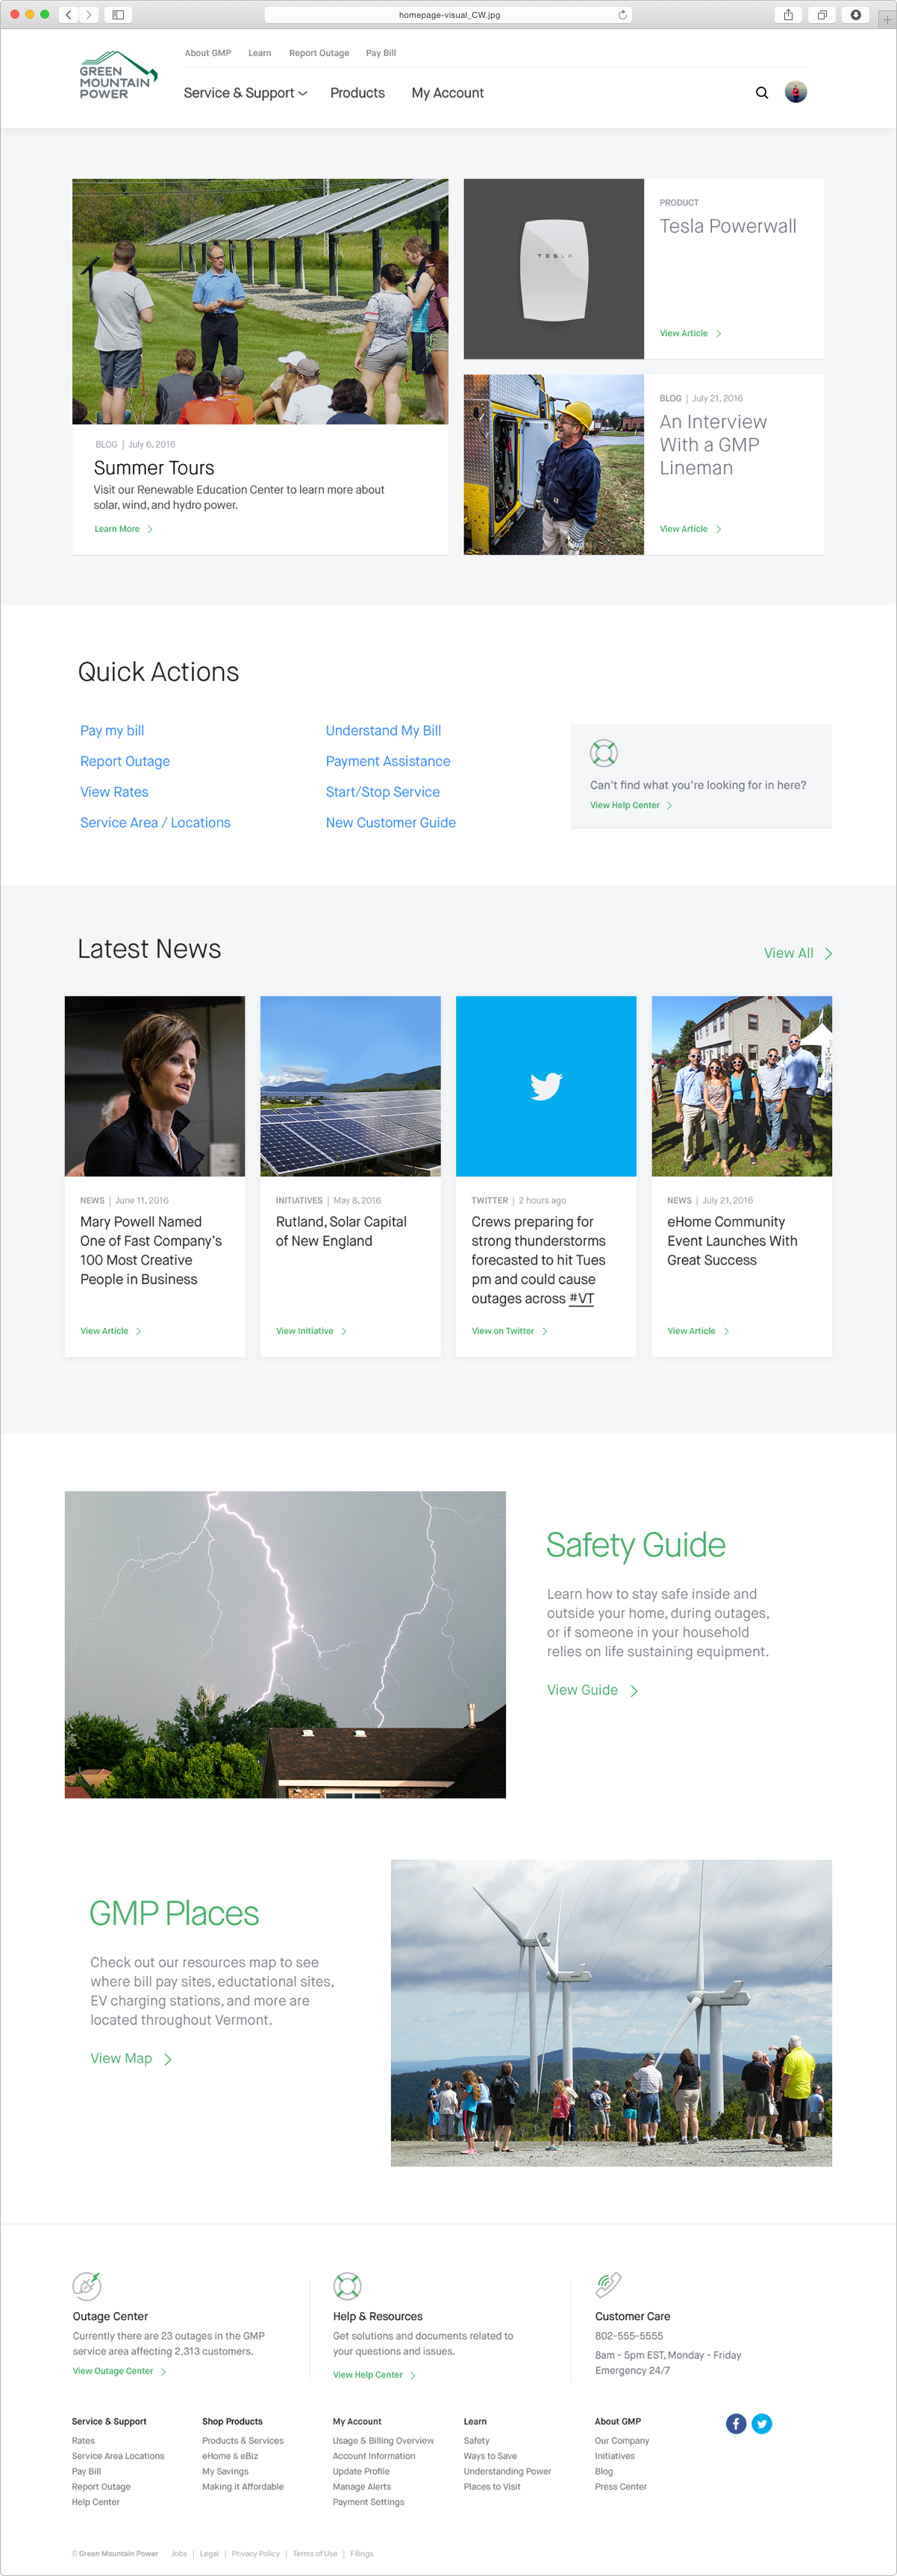 homepage-visual_CW.jpg
GREEN
MOUNTAIN
POWER
About GMP Learn Report Outage Pay Bill
Service & Support Products My Account
BLOG | July 6, 2016
Summer Tours
Visit our Renewable Education Center to learn more about
solar, wind, and hydro power.
Learn More
TESLA
PRODUCT
Tesla Powerwall
View Article
BLOG | July 21, 2016
An Interview
With a GMP
Lineman
View Article
Quick Actions
Pay my bill
Report Outage
View Rates
Service Area / Locations
Understand My Bill
Payment Assistance
Start/Stop Service
New Customer Guide
Can't find what you're looking for in here?
View Help Center
Latest News
View All
NEWS | June 11, 2016
Mary Powell Named
One of Fast Company's
100 Most Creative
People in Business
View Article
INITIATIVES | May 8, 2016
Rutland, Solar Capital
of New England
View Initiative
TWITTER | 2 hours ago
Crews preparing for
strong thunderstorms
forecasted to hit Tues
pm and could cause
outages across #VT
View on Twitter
NEWS | July 21, 2016
eHome Community
Event Launches With
Great Success
View Article
Safety Guide
Learn how to stay safe inside and
outside your home, during outages,
or if someone in your household
relies on life sustaining equipment.
View Guide
GMP Places
Check out our resources map to see
where bill pay sites, eductational sites,
EV charging stations, and more are
located throughout Vermont.
View Map
Outage Center
Currently there are 23 outages in the GMP
service area affecting 2,313 customers.
View Outage Center
Help & Resources
Get solutions and documents related to
your questions and issues.
View Help Center
Customer Care
802-555-5555
8am - 5pm EST, Monday - Friday
Emergency 24/7
Service & Support
Rates
Service Area Locations
Pay Bill
Report Outage
Help Center
Shop Products
Products & Services
eHome & eBiz
My Savings
Making it Affordable
My Account
Usage & Billing Overview
Account Information
Update Profile
Manage Alerts
Payment Settings
Learn
Safety
Ways to Save
Understanding Power
Places to Visit
About GMP
Our Company
Initiatives
Blog
Press Center
© Green Mountain Power Jobs | Legal | Privacy Policy | Terms of Use | Filings